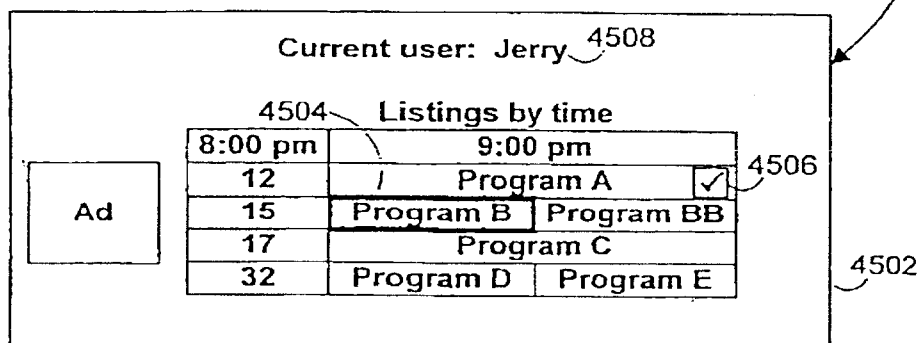 Current user: Jerry 4508
4504 Listings by time
8:00 pm 9:00 pm
12 Program A ✓ 4506
Ad 15 Program B Program BB
17 Program C
32 Program D Program E 4502